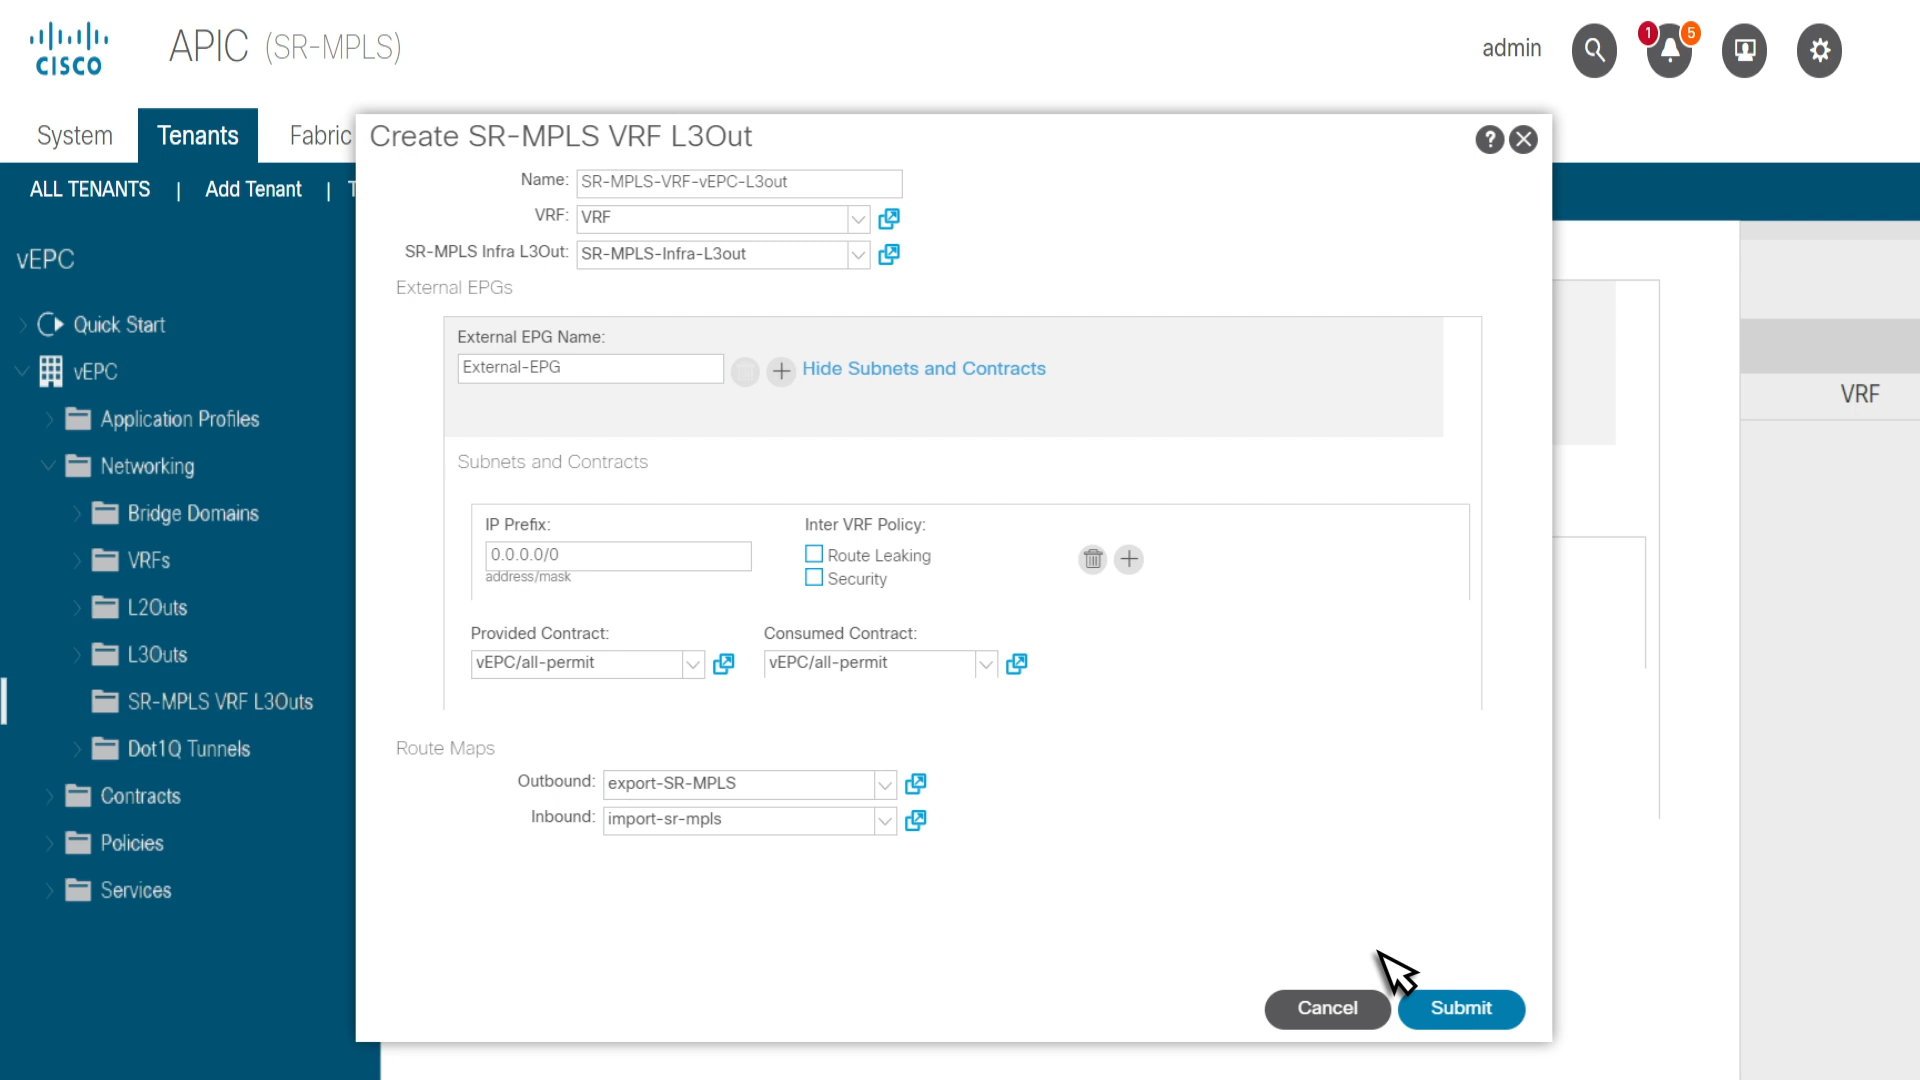 CISCO
APIC (SR-MPLS)
admin
1
5
System
Tenants
Fabric
ALL TENANTS | Add Tenant | T
vEPC
Quick Start
vEPC
Application Profiles
Networking
Bridge Domains
VRFs
L2Outs
L3Outs
SR-MPLS VRF L3Outs
Dot1Q Tunnels
Contracts
Policies
Services
Create SR-MPLS VRF L3Out
?
Name: SR-MPLS-VRF-vEPC-L3out
VRF: VRF
SR-MPLS Infra L3Out: SR-MPLS-Infra-L3out
External EPGs
External EPG Name:
External-EPG
Hide Subnets and Contracts
Subnets and Contracts
IP Prefix:
0.0.0.0/0
address/mask
Inter VRF Policy:
Route Leaking
Security
Provided Contract:
vEPC/all-permit
Consumed Contract:
vEPC/all-permit
Route Maps
Outbound: export-SR-MPLS
Inbound: import-sr-mpls
Cancel
Submit
VRF